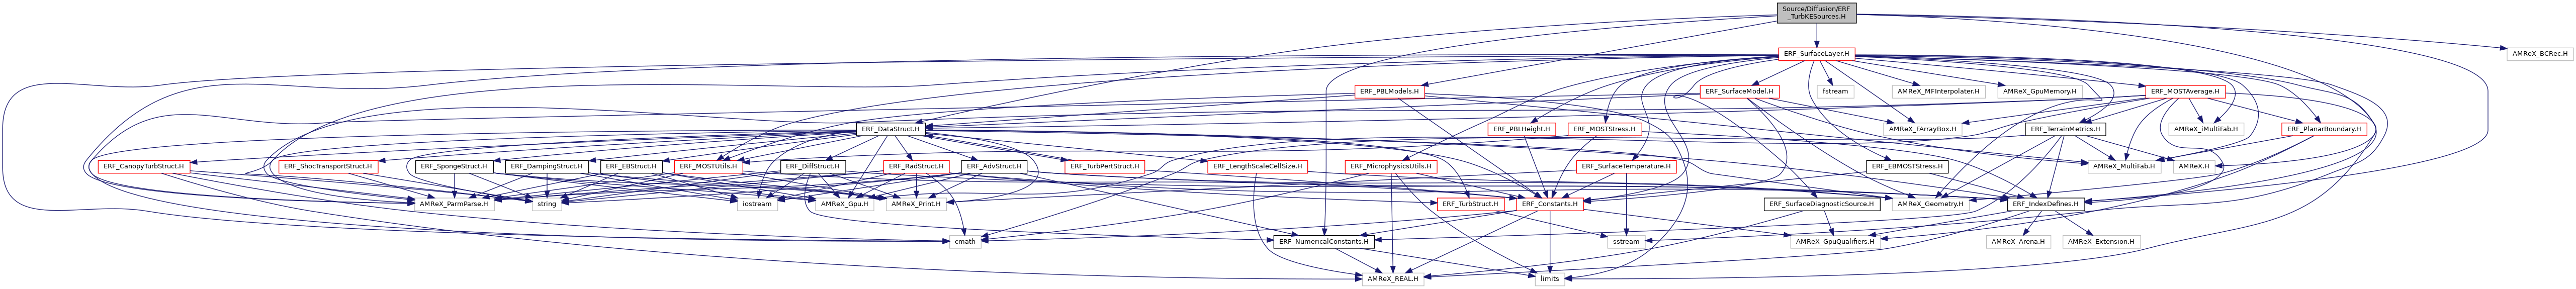 Source/Diffusion/ERF
_TurbKESources.H
ERF_SurfaceLayer.H
AMReX_BCRec.H
ERF_PBLModels.H
ERF_SurfaceModel.H
fstream
AMReX_MFInterpolater.H
AMReX_GpuMemory.H
ERF_MOSTAverage.H
ERF_DataStruct.H
ERF_PBLHeight.H
ERF_MOSTStress.H
AMReX_FArrayBox.H
ERF_TerrainMetrics.H
AMReX_iMultiFab.H
ERF_PlanarBoundary.H
ERF_CanopyTurbStruct.H
ERF_ShocTransportStruct.H
ERF_SpongeStruct.H
ERF_DampingStruct.H
ERF_EBStruct.H
ERF_MOSTUtils.H
ERF_DiffStruct.H
ERF_RadStruct.H
ERF_AdvStruct.H
ERF_TurbPertStruct.H
ERF_LengthScaleCellSize.H
ERF_MicrophysicsUtils.H
ERF_SurfaceTemperature.H
ERF_EBMOSTStress.H
AMReX_MultiFab.H
AMReX.H
AMReX_ParmParse.H
string
iostream
AMReX_Gpu.H
AMReX_Print.H
ERF_TurbStruct.H
ERF_Constants.H
ERF_SurfaceDiagnosticSource.H
AMReX_Geometry.H
ERF_IndexDefines.H
cmath
ERF_NumericalConstants.H
sstream
AMReX_GpuQualifiers.H
AMReX_Arena.H
AMReX_Extension.H
AMReX_REAL.H
limits